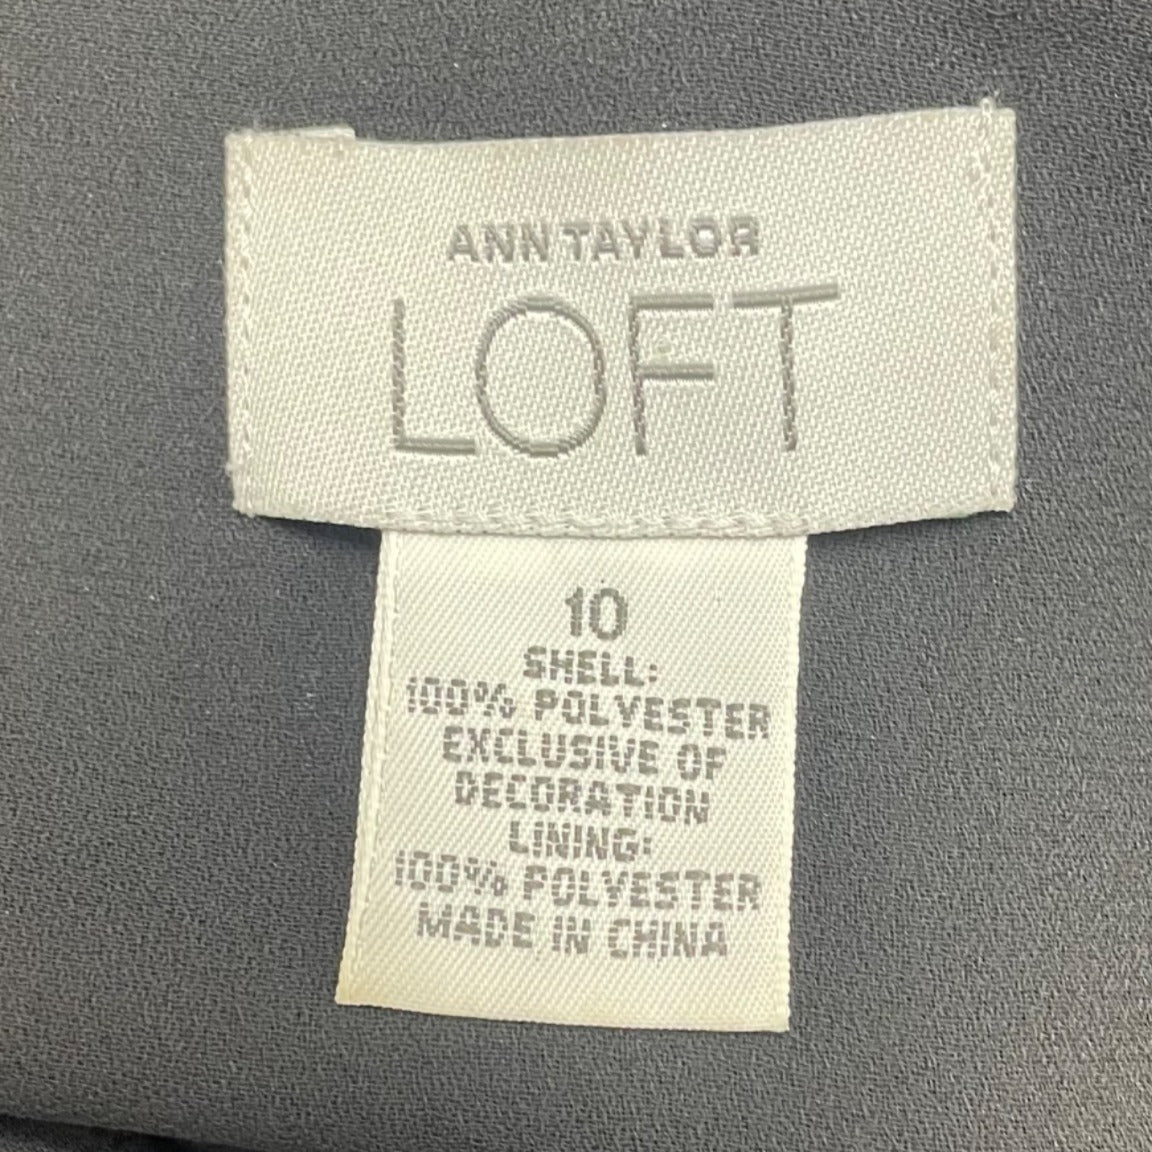 ANN TAYLOR
LOFT
10
SHELL:
100% POLYESTER
EXCLUSIVE OF
DECORATION
LINING:
100% POLYESTER
MADE IN CHINA